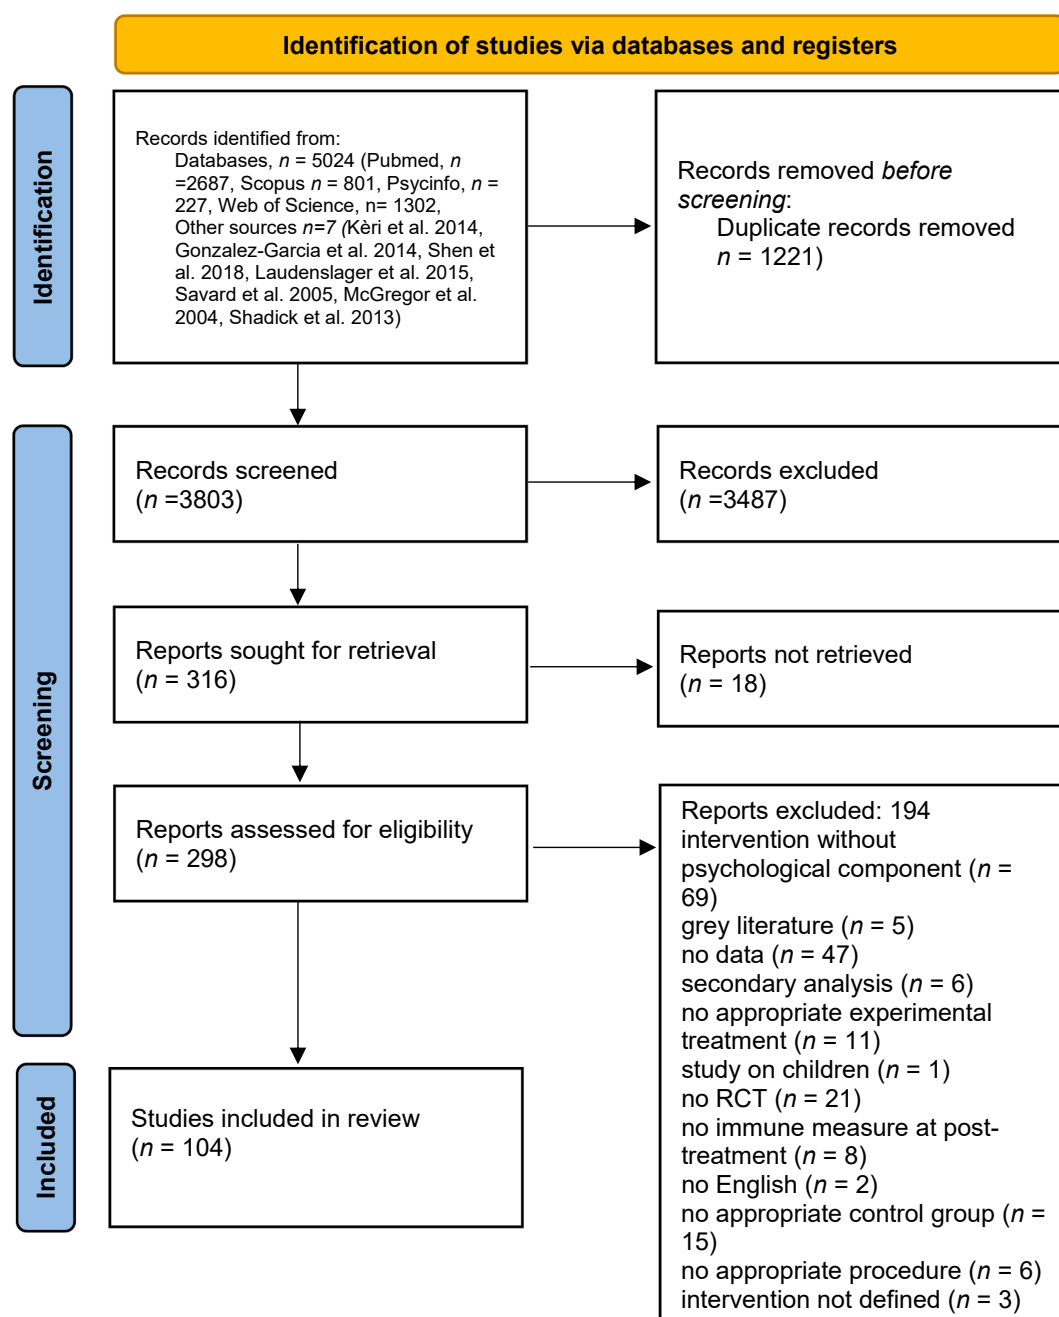 Identification of studies via databases and registers
Identification
Records identified from:
Databases, n = 5024 (Pubmed, n
=2687, Scopus n = 801, Psycinfo, n =
227, Web of Science, n= 1302,
Other sources n=7 (Kèri et al. 2014,
Gonzalez-Garcia et al. 2014, Shen et
al. 2018, Laudenslager et al. 2015,
Savard et al. 2005, McGregor et al.
2004, Shadick et al. 2013)
Records removed before
screening:
Duplicate records removed
n = 1221)
Screening
Records screened
(n =3803)
Records excluded
(n =3487)
Reports sought for retrieval
(n = 316)
Reports not retrieved
(n = 18)
Reports assessed for eligibility
(n = 298)
Reports excluded: 194
intervention without
psychological component (n =
69)
grey literature (n = 5)
no data (n = 47)
secondary analysis (n = 6)
no appropriate experimental
treatment (n = 11)
study on children (n = 1)
no RCT (n = 21)
no immune measure at post-
treatment (n = 8)
no English (n = 2)
no appropriate control group (n =
15)
no appropriate procedure (n = 6)
intervention not defined (n = 3)
Included
Studies included in review
(n = 104)